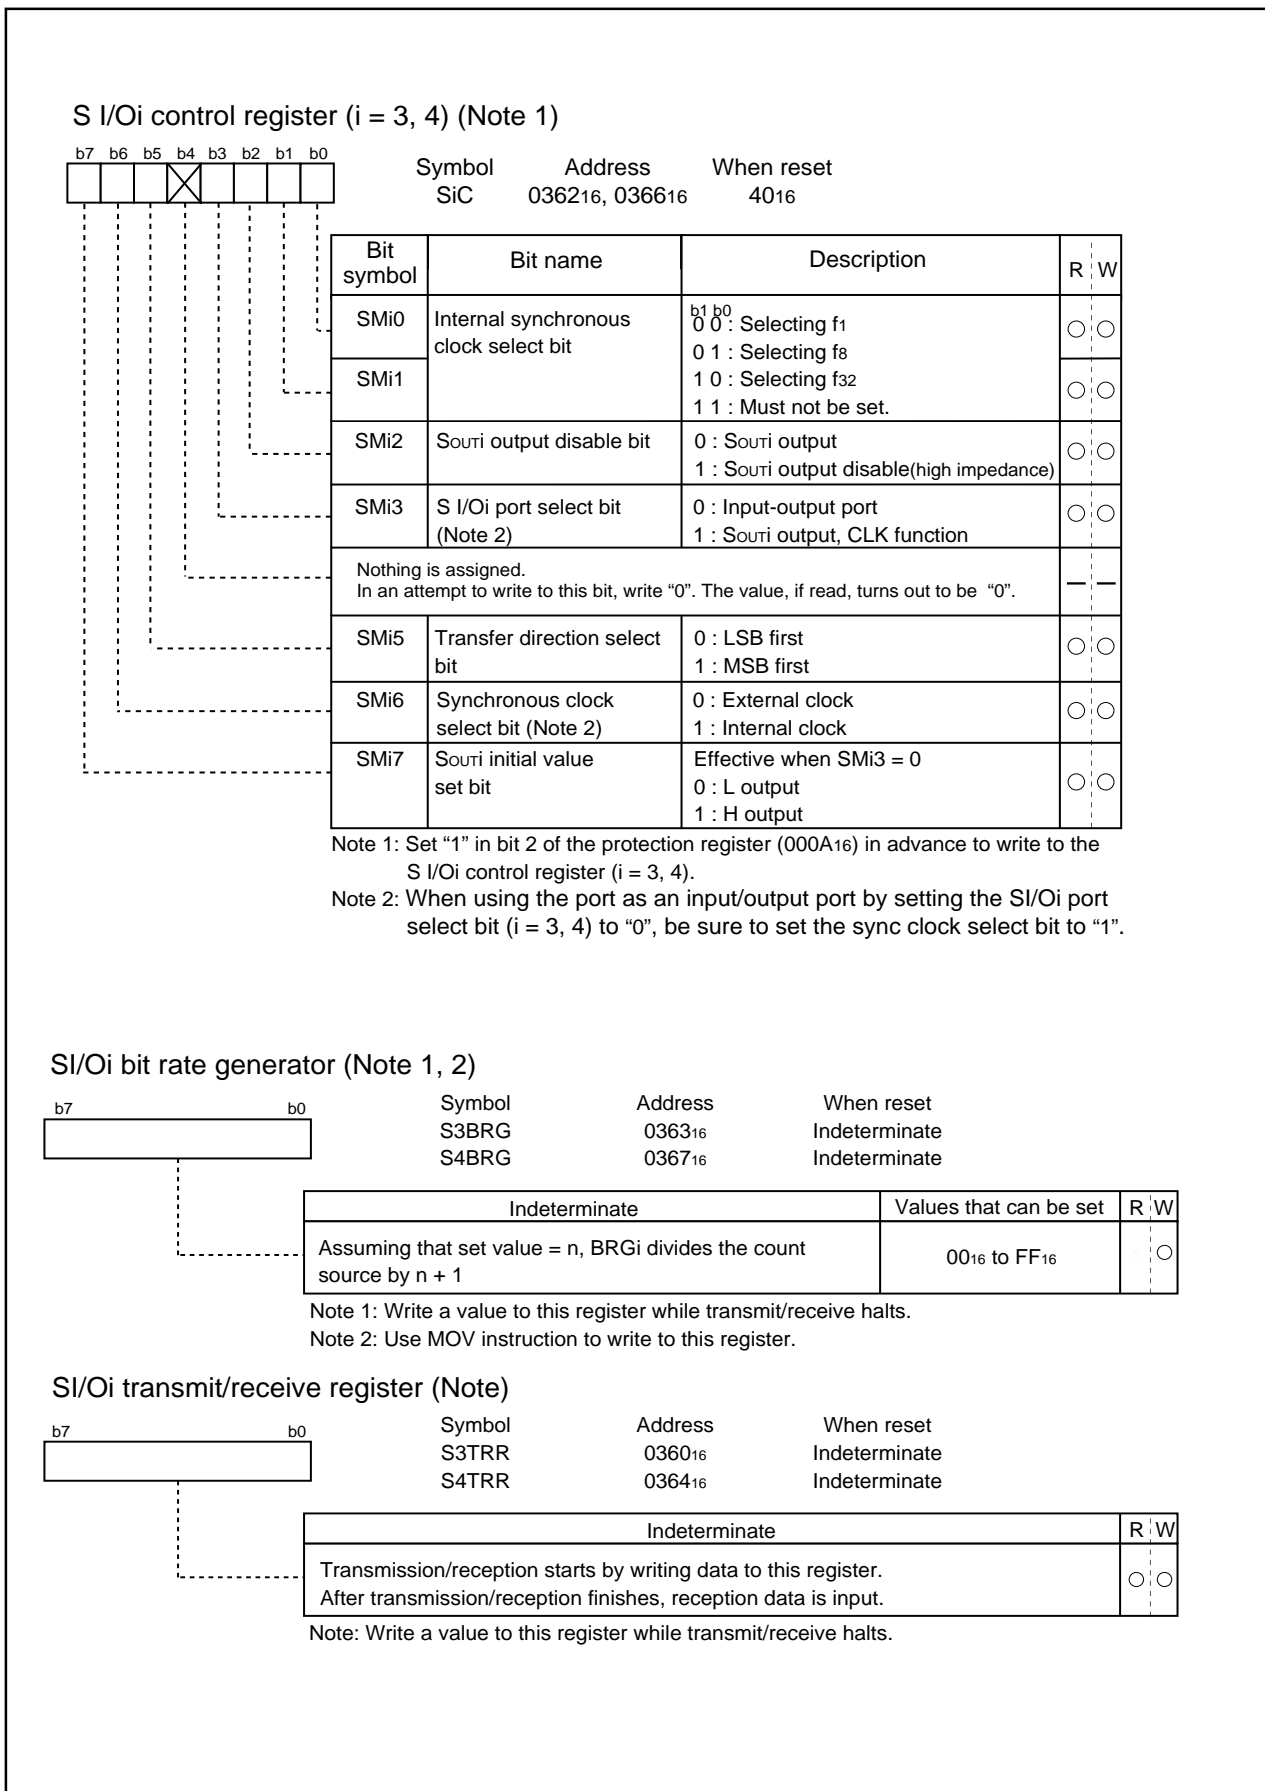 S I/Oi control register (i = 3, 4) (Note 1)
b7 b6 b5 b4 b3 b2 b1 b0
Symbol Address When reset
SiC 036216, 036616 4016
Bit symbol Bit name Description R W
SMi0 Internal synchronous clock select bit b1 b0
0 0 : Selecting f1
0 1 : Selecting f8
SMi1 1 0 : Selecting f32
1 1 : Must not be set.
SMi2 SOUTi output disable bit 0 : SOUTi output
1 : SOUTi output disable(high impedance)
SMi3 S I/Oi port select bit 0 : Input-output port
(Note 2) 1 : SOUTi output, CLK function
Nothing is assigned.
In an attempt to write to this bit, write “0”. The value, if read, turns out to be “0”.
SMi5 Transfer direction select 0 : LSB first
bit 1 : MSB first
SMi6 Synchronous clock 0 : External clock
select bit (Note 2) 1 : Internal clock
SMi7 SOUTi initial value Effective when SMi3 = 0
set bit 0 : L output
1 : H output
Note 1: Set “1” in bit 2 of the protection register (000A16) in advance to write to the
S I/Oi control register (i = 3, 4).
Note 2: When using the port as an input/output port by setting the SI/Oi port
select bit (i = 3, 4) to “0”, be sure to set the sync clock select bit to “1”.
SI/Oi bit rate generator (Note 1, 2)
b7 b0
Symbol Address When reset
S3BRG 036316 Indeterminate
S4BRG 036716 Indeterminate
Indeterminate Values that can be set R W
Assuming that set value = n, BRGi divides the count
source by n + 1 0016 to FF16
Note 1: Write a value to this register while transmit/receive halts.
Note 2: Use MOV instruction to write to this register.
SI/Oi transmit/receive register (Note)
b7 b0
Symbol Address When reset
S3TRR 036016 Indeterminate
S4TRR 036416 Indeterminate
Indeterminate R W
Transmission/reception starts by writing data to this register.
After transmission/reception finishes, reception data is input.
Note: Write a value to this register while transmit/receive halts.